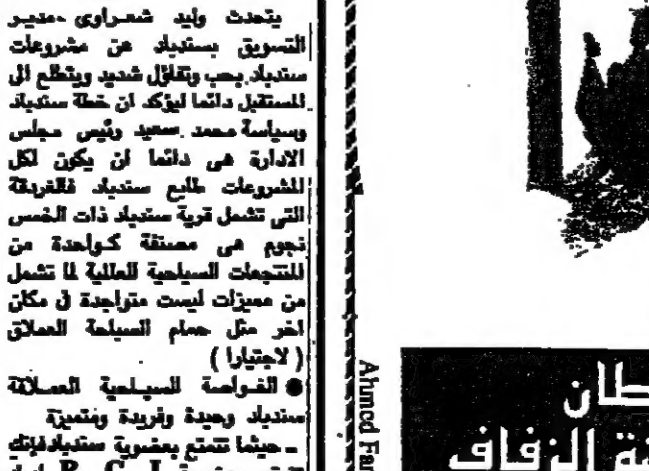 يتحدث وليد شعراوى مدير
التسويق بسندباد عن مشروعات
سندباد بحب وتفاؤل شديد ويتطلع الى
المستقبل دائما ليؤكد ان خطة سندباد
وسياسة محمد سعيد رئيس مجلس
الادارة هى دائما ان يكون لكل
المشروعات طابع سندباد فالغردقة
التى تشمل قرية سندباد ذات الخمس
نجوم هى مصنفة كواحدة من
المنتجعات السياحية العالمية لما تشمل
من مميزات ليست متواجدة فى مكان
اخر مثل حمام السباحة العملاق
( لاجتيارا )
● الغواصة السياحية العملاقة
سندباد وحيدة وفريدة ومتميزة
ـ حيثما تتمتع بعضوية سندباد فإنك
R. C. I
Ahmed Far
طان
الزفاف